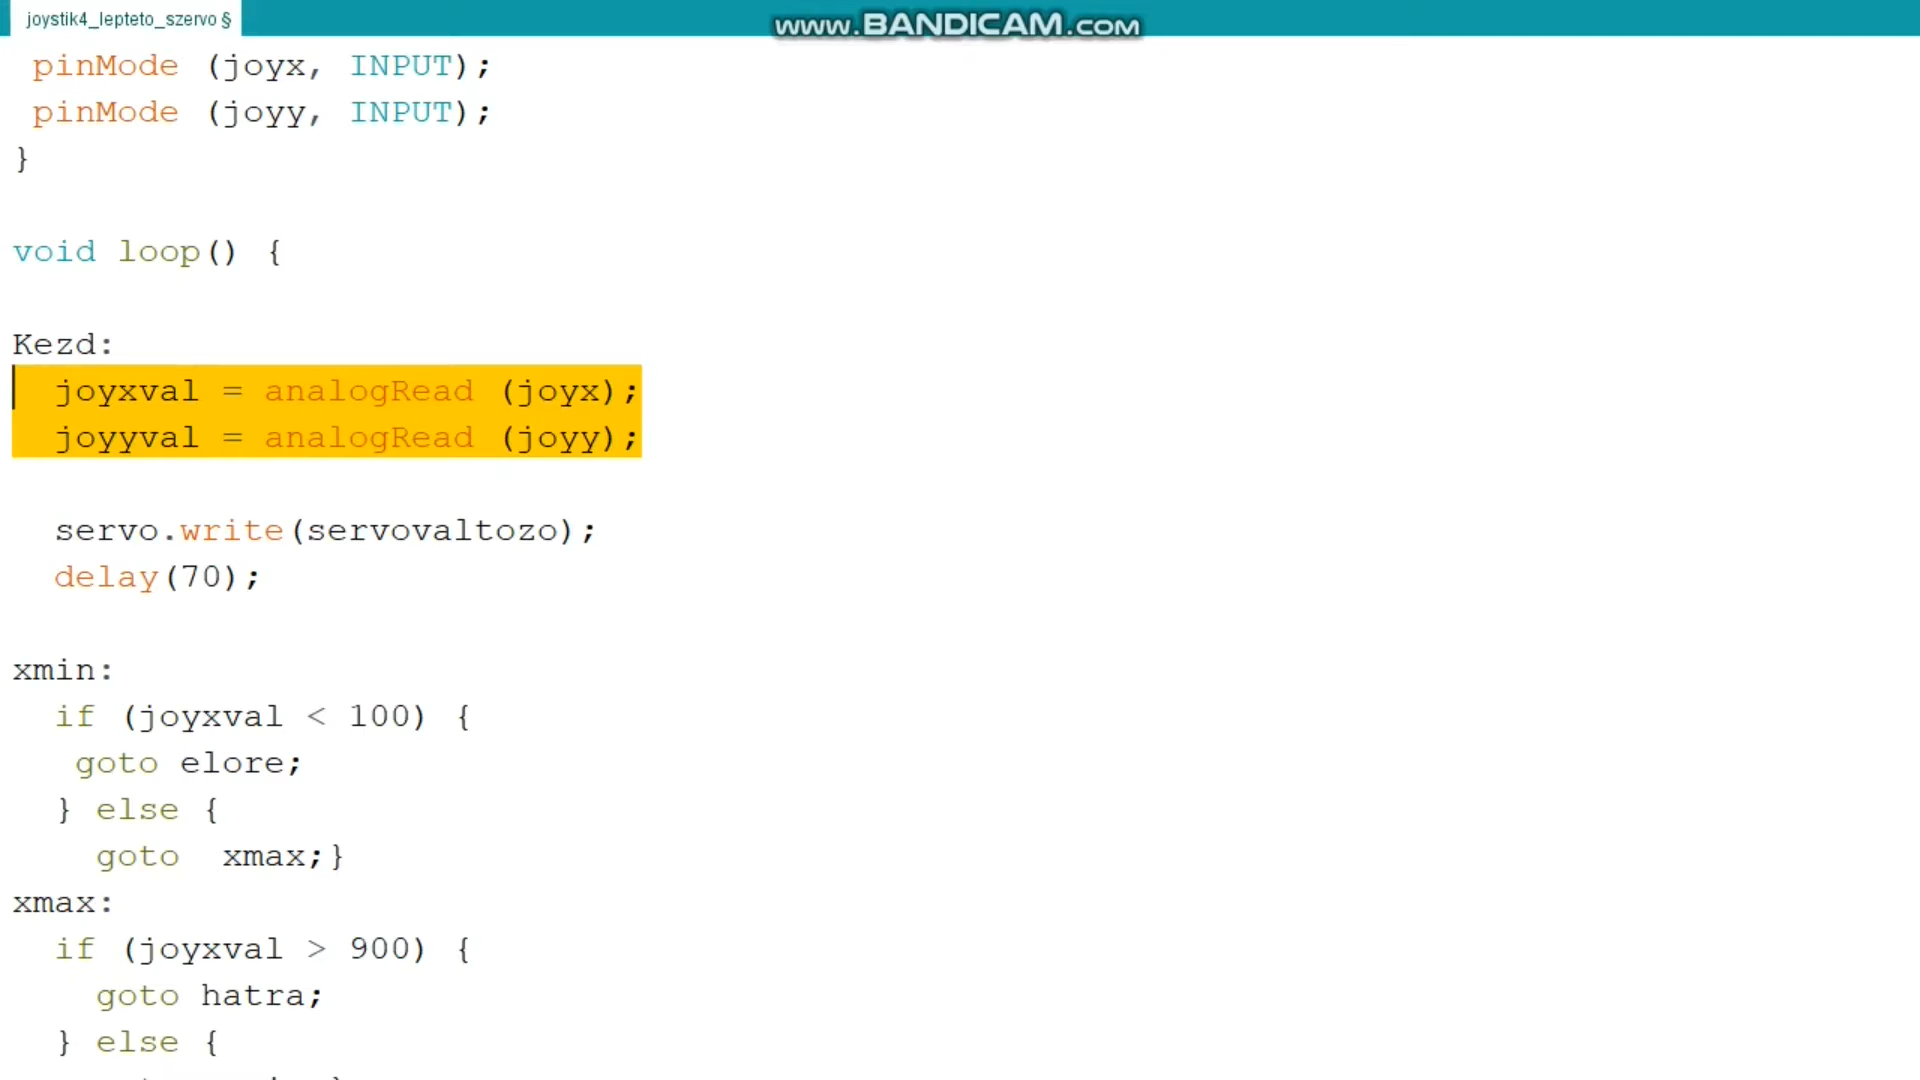 joystik4_lepteto_szervo §
www.BANDICAM.com
pinMode (joyx, INPUT);
pinMode (joyy, INPUT);
}
void loop() {
Kezd:
joyxval = analogRead (joyx);
joyyval = analogRead (joyy);
servo.write(servovaltozo);
delay(70);
xmin:
if (joyxval < 100) {
goto elore;
} else {
goto  xmax;}
xmax:
if (joyxval > 900) {
goto hatra;
} else {